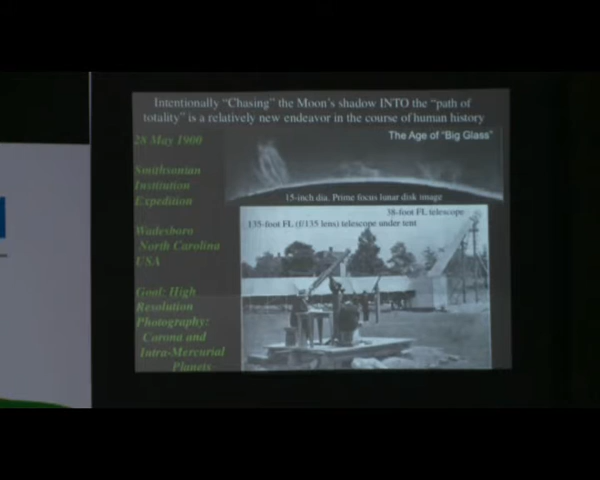 Intentionally "Chasing" the Moon's shadow INTO the "path of
totality" is a relatively new endeavor in the course of human history
28 May 1900
The Age of "Big Glass"
Smithsonian
Institution
Expedition
15-inch dia. Prime focus lunar disk image
38-foot FL telescope
135-foot FL (f/135 lens) telescope under tent
Wadesboro
North Carolina
USA
Goal: High
Resolution
Photography:
Corona and
Intra-Mercurial
Planets